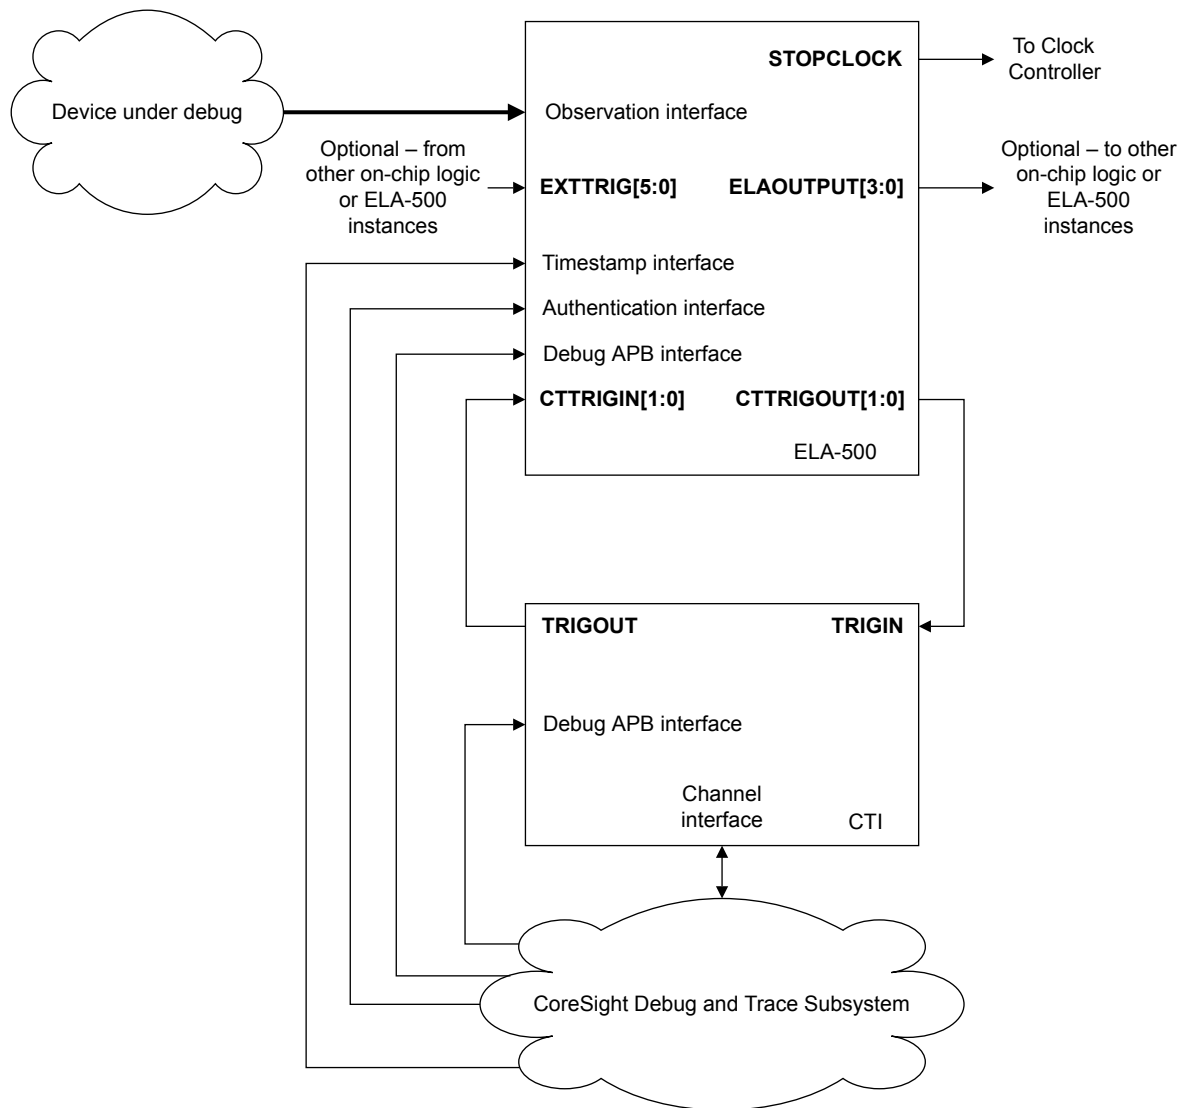 STOPCLOCK
To Clock
Controller
Device under debug
Observation interface
Optional – from
other on-chip logic
or ELA-500
instances
EXTTRIG[5:0]
ELAOUTPUT[3:0]
Optional – to other
on-chip logic or
ELA-500
instances
Timestamp interface
Authentication interface
Debug APB interface
CTTRIGIN[1:0]
CTTRIGOUT[1:0]
ELA-500
TRIGOUT
TRIGIN
Debug APB interface
Channel
interface
CTI
CoreSight Debug and Trace Subsystem